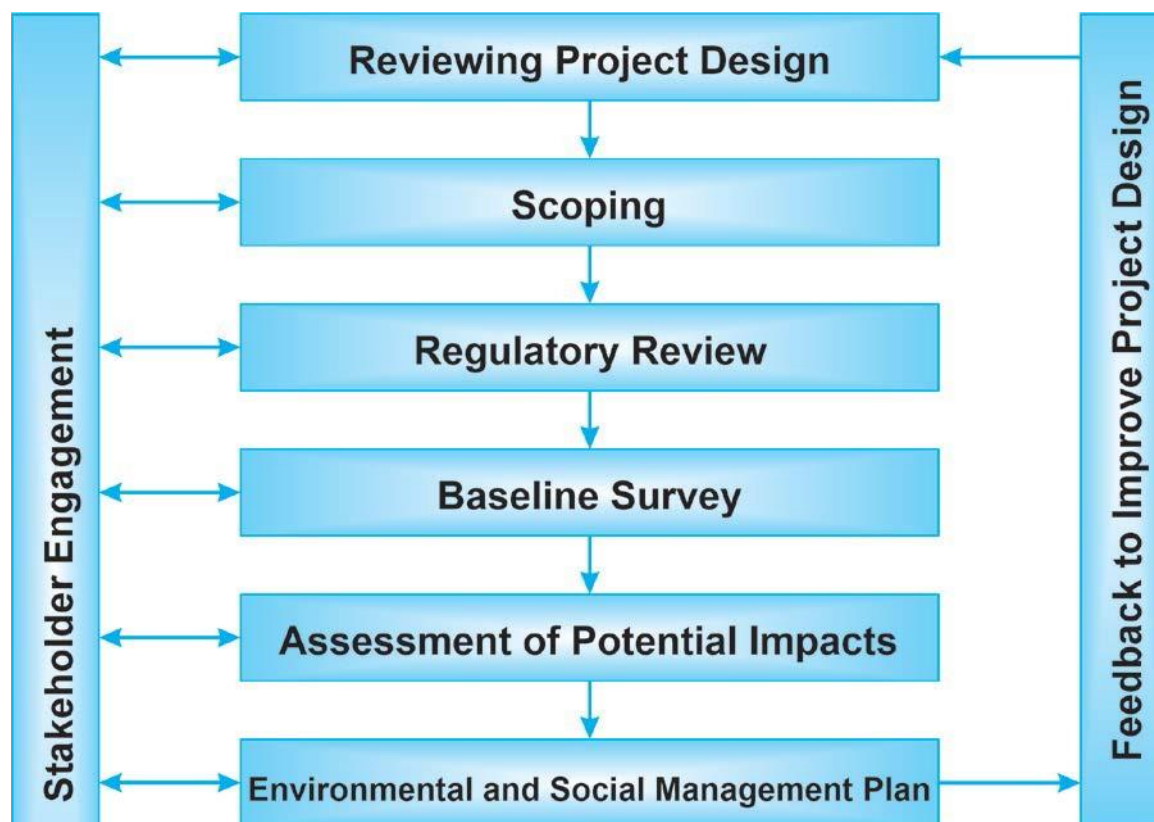 Stakeholder Engagement
Reviewing Project Design
Scoping
Regulatory Review
Baseline Survey
Assessment of Potential Impacts
Environmental and Social Management Plan
Feedback to Improve Project Design